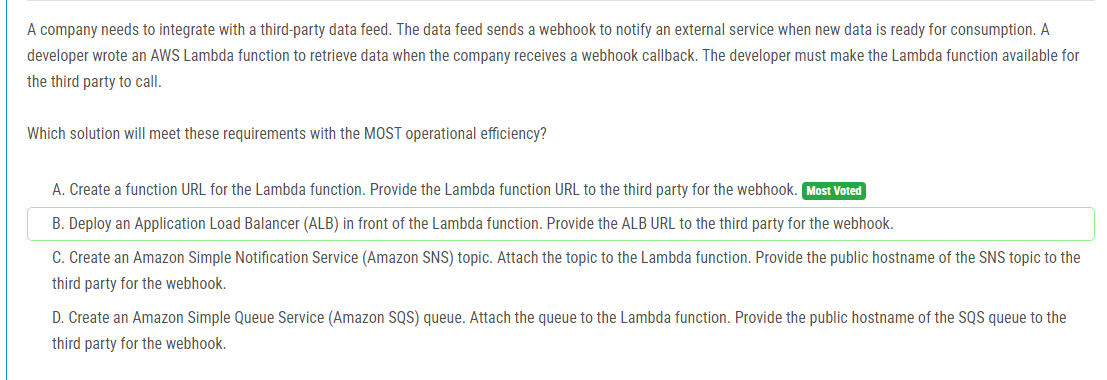 A company needs to integrate with a third-party data feed. The data feed sends a webhook to notify an external service when new data is ready for consumption. A
developer wrote an AWS Lambda function to retrieve data when the company receives a webhook callback. The developer must make the Lambda function available for
the third party to call.
Which solution will meet these requirements with the MOST operational efficiency?
A. Create a function URL for the Lambda function. Provide the Lambda function URL to the third party for the webhook. Most Voted
B. Deploy an Application Load Balancer (ALB) in front of the Lambda function. Provide the ALB URL to the third party for the webhook.
C. Create an Amazon Simple Notification Service (Amazon SNS) topic. Attach the topic to the Lambda function. Provide the public hostname of the SNS topic to the
third party for the webhook.
D. Create an Amazon Simple Queue Service (Amazon SQS) queue. Attach the queue to the Lambda function. Provide the public hostname of the SQS queue to the
third party for the webhook.